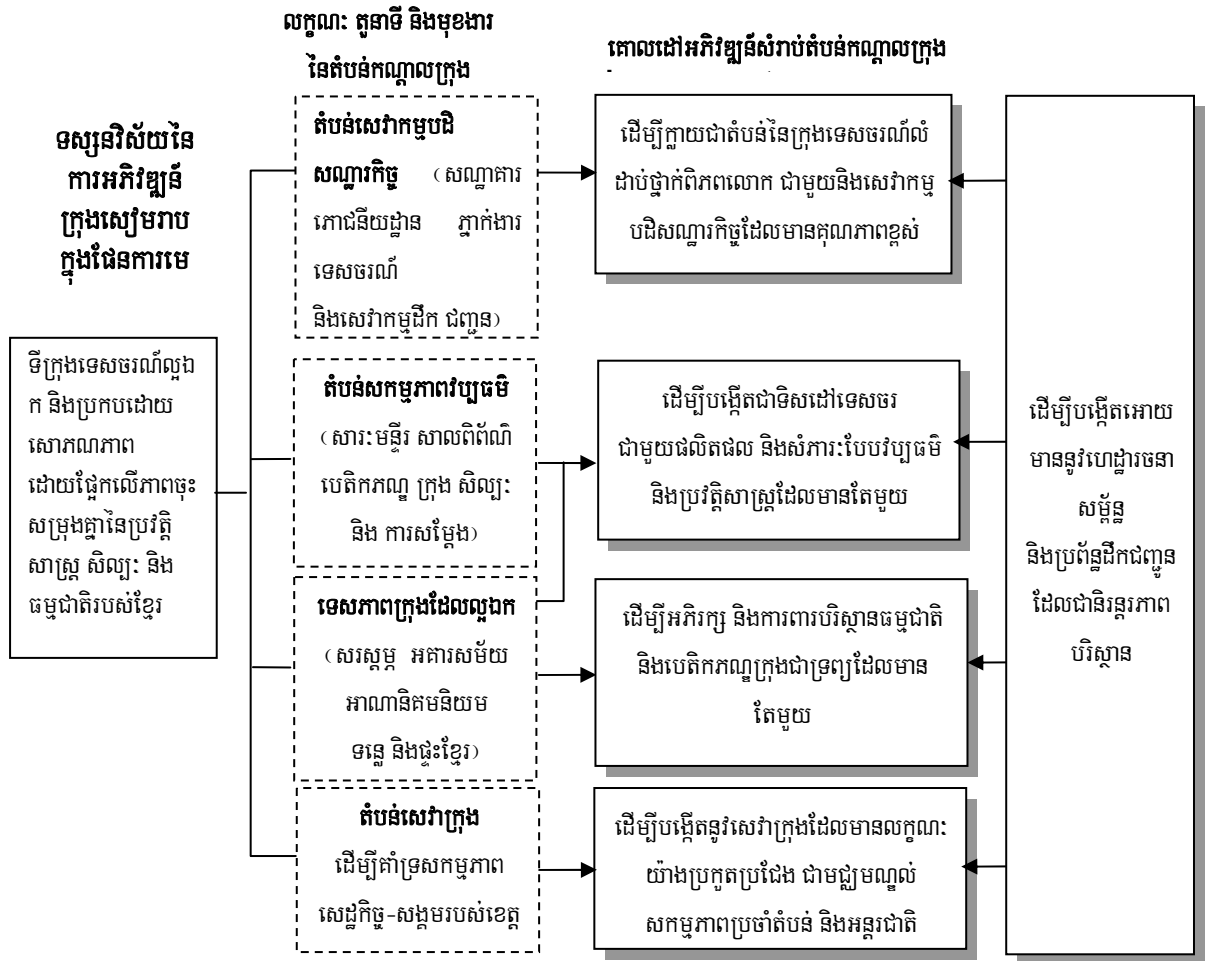 លក្ខណៈ តួនាទី និងមុខងារ
នៃតំបន់កណ្តាលក្រុង
គោលដៅអភិវឌ្ឍន៍សំរាប់តំបន់កណ្តាលក្រុង
ទស្សនវិស័យនៃ
ការអភិវឌ្ឍន៍
ក្រុងសៀមរាប
ក្នុងផែនការមេ
ទីក្រុងទេសចរណ៍ល្អឯ
ក និងប្រកបដោយ
សោភណភាព
ដោយផ្អែកលើភាពចុះ
សម្រុងគ្នានៃប្រវត្តិ
សាស្ត្រ សិល្បៈ និង
ធម្មជាតិរបស់ខ្មែរ
តំបន់សេវាកម្មបដិ
សណ្ឋារកិច្ច (សណ្ឋាគារ
ភោជនីយដ្ឋាន ភ្នាក់ងារ
ទេសចរណ៍
និងសេវាកម្មដឹក ជញ្ជូន)
តំបន់សកម្មភាពវប្បធម៌
(សារៈមន្ទីរ សាលពិព័ណ៌
បេតិកភណ្ឌ ក្រុង សិល្បៈ
និង ការសម្តែង)
ទេសភាពក្រុងដែលល្អឯក
(សរស្តម្ភ អគារសម័យ
អាណានិគមនិយម
ទន្លេ និងផ្ទះខ្មែរ)
តំបន់សេវាក្រុង
ដើម្បីគាំទ្រសកម្មភាព
សេដ្ឋកិច្ច-សង្គមរបស់ខេត្ត
ដើម្បីក្លាយជាតំបន់នៃក្រុងទេសចរណ៍លំ
ដាប់ថ្នាក់ពិភពលោក ជាមួយនិងសេវាកម្ម
បដិសណ្ឋារកិច្ចដែលមានគុណភាពខ្ពស់
ដើម្បីបង្កើតជាទិសដៅទេសចរ
ជាមួយផលិតផល និងសំភារៈបែបវប្បធម៌
និងប្រវត្តិសាស្ត្រដែលមានតែមួយ
ដើម្បីអភិរក្ស និងការពារបរិស្ថានធម្មជាតិ
និងបេតិកភណ្ឌក្រុងជាទ្រព្យដែលមាន
តែមួយ
ដើម្បីបង្កើតនូវសេវាក្រុងដែលមានលក្ខណៈ
យ៉ាងប្រកួតប្រជែង ជាមជ្ឈមណ្ឌល់
សកម្មភាពប្រចាំតំបន់ និងអន្តរជាតិ
ដើម្បីបង្កើតអោយ
មាននូវហេដ្ឋារចនា
សម្ព័ន្ឋ
និងប្រព័ន្ឋដឹកជញ្ជូន
ដែលជានិរន្តរភាព
បរិស្ថាន